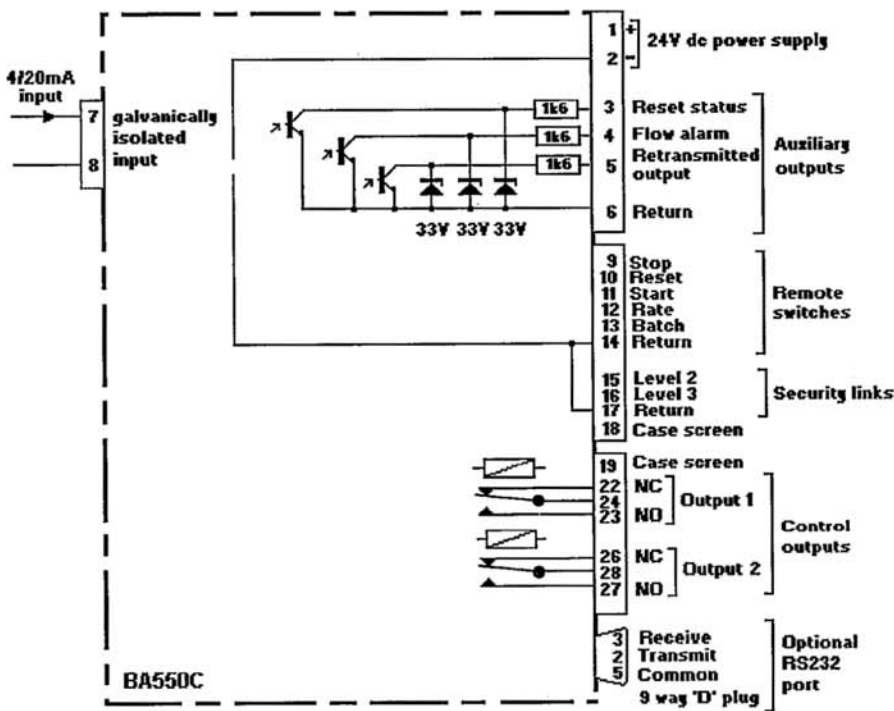 1 +
24V dc power supply
2 −
4/20mA
input
7
galvanically
isolated
input
8
1k6
3 Reset status
1k6
4 Flow alarm
1k6
5 Retransmitted
output
Auxiliary
outputs
6 Return
33V 33V 33V
9 Stop
10 Reset
11 Start
12 Rate
13 Batch
14 Return
Remote
switches
15 Level 2
16 Level 3
17 Return
Security links
18 Case screen
19 Case screen
22 NC
24
23 NO
Output 1
26 NC
28
27 NO
Output 2
Control
outputs
3 Receive
2 Transmit
5 Common
9 way 'D' plug
Optional
RS232
port
BA550C